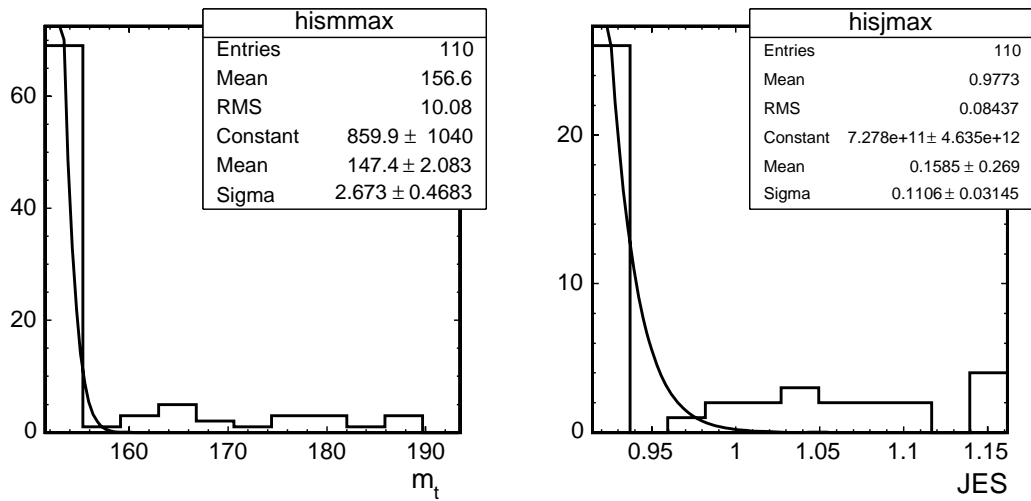 hismmax
Entries 110
Mean 156.6
RMS 10.08
Constant 859.9 ± 1040
Mean 147.4 ± 2.083
Sigma 2.673 ± 0.4683
60
40
20
0
160 170 180 190
m_t
hisjmax
Entries 110
Mean 0.9773
RMS 0.08437
Constant 7.278e+11 ± 4.635e+12
Mean 0.1585 ± 0.269
Sigma 0.1106 ± 0.03145
20
10
0
0.95 1 1.05 1.1 1.15
JES